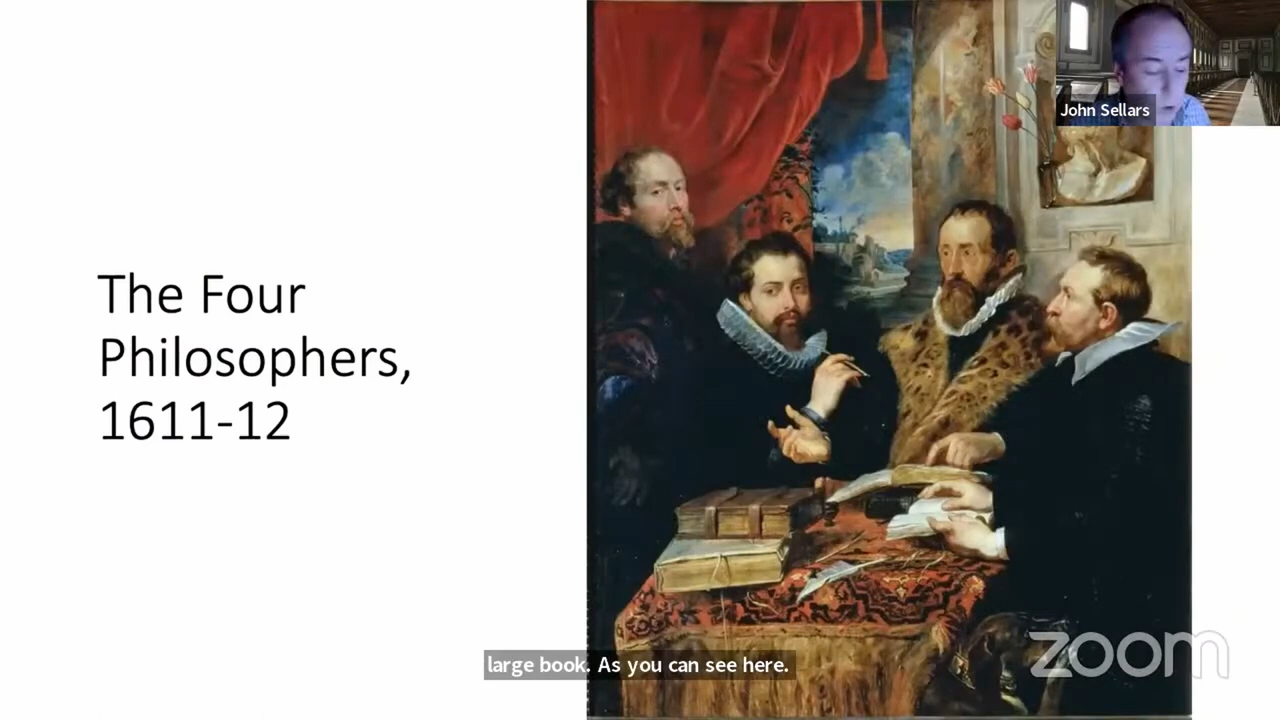 John Sellars
The Four
Philosophers,
1611-12
large book. As you can see here.
zoom